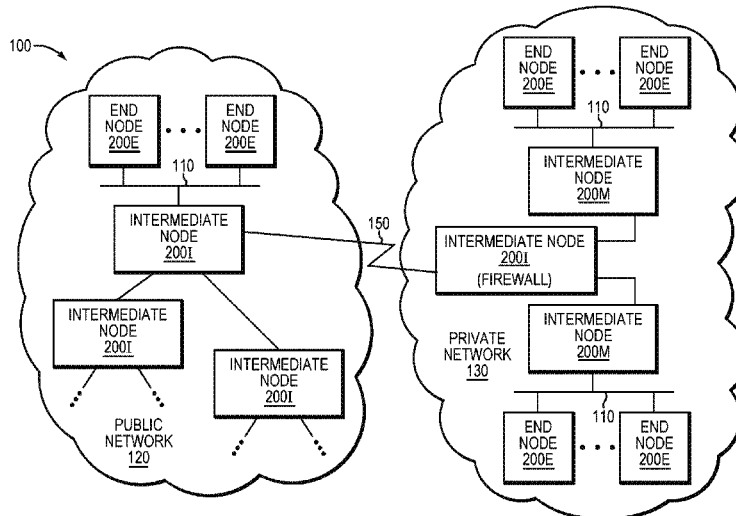 100
END
NODE
200E
END
NODE
200E
110
INTERMEDIATE
NODE
200I
INTERMEDIATE
NODE
200I
INTERMEDIATE
NODE
200I
PUBLIC
NETWORK
120
150
END
NODE
200E
END
NODE
200E
110
INTERMEDIATE
NODE
200M
INTERMEDIATE NODE
200I
(FIREWALL)
INTERMEDIATE
NODE
200M
PRIVATE
NETWORK
130
110
END
NODE
200E
END
NODE
200E